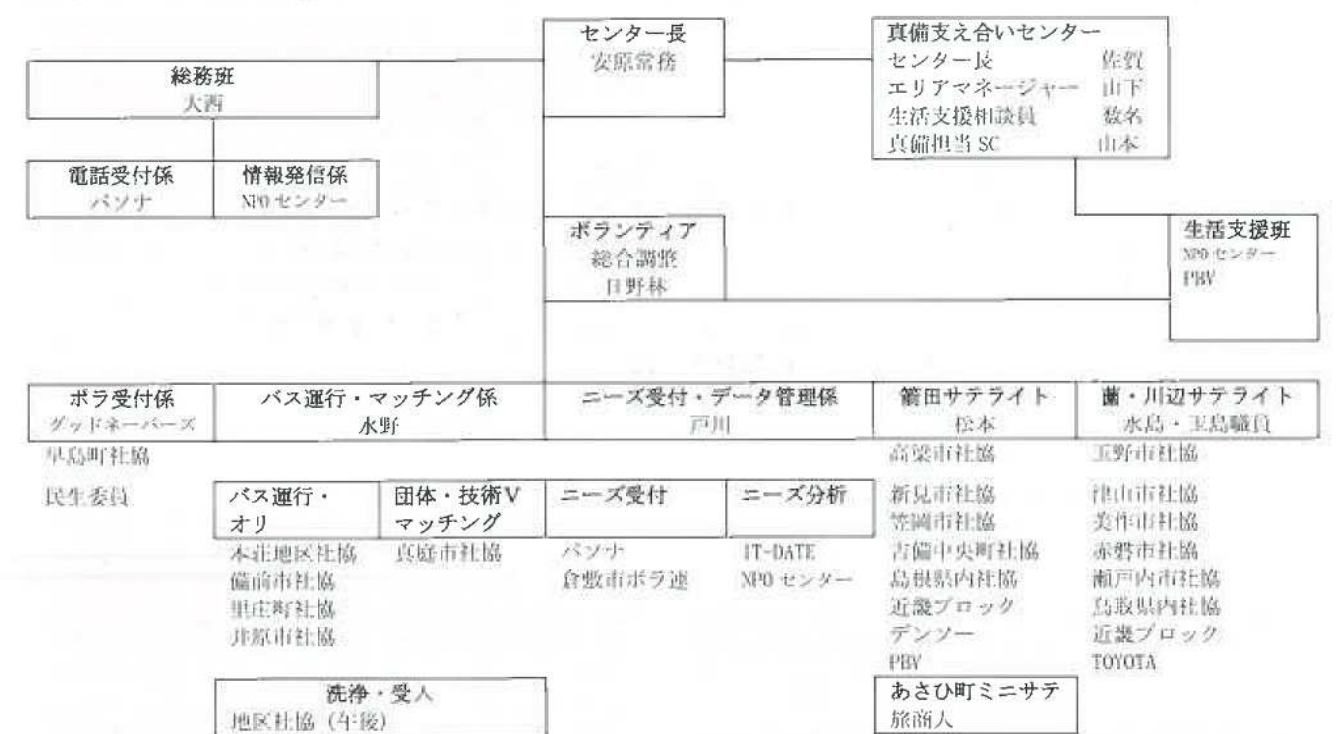 センター長
安原常務
真備支え合いセンター
センター長 佐賀
エリアマネージャー 山下
生活支援相談員 数名
真備担当 SC 山本
総務班
大西
電話受付係
パソナ
情報発信係
NPO センター
ボランティア
総合調整
日野林
生活支援班
NPO センター
PBV
ボラ受付係
グッドネーバーズ
早島町社協
民生委員
バス運行・マッチング係
水野
バス運行・
オリ
本荘地区社協
備前市社協
里庄町社協
井原市社協
団体・技術V
マッチング
真庭市社協
洗浄・受入
地区社協（午後）
ニーズ受付・データ管理係
戸川
ニーズ受付
パソナ
倉敷市ボラ連
ニーズ分析
IT-DATE
NPO センター
箭田サテライト
松本
高梁市社協
新見市社協
笠岡市社協
吉備中央町社協
島根県内社協
近畿ブロック
デンソー
PBV
あさひ町ミニサテ
旅商人
薗・川辺サテライト
水島・玉島職員
玉野市社協
津山市社協
美作市社協
赤磐市社協
瀬戸内市社協
鳥取県内社協
近畿ブロック
TOYOTA